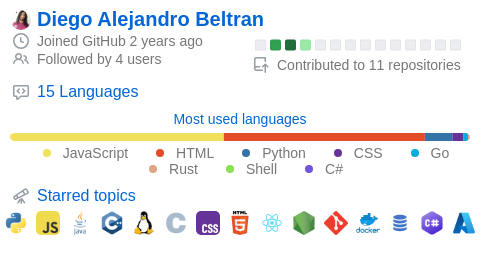 Diego Alejandro Beltran
Joined GitHub 2 years ago
Followed by 4 users
Contributed to 11 repositories
15 Languages
Most used languages
JavaScript HTML Python CSS Go
Rust Shell C#
Starred topics
JS Java C++ C CSS HTML docker C#